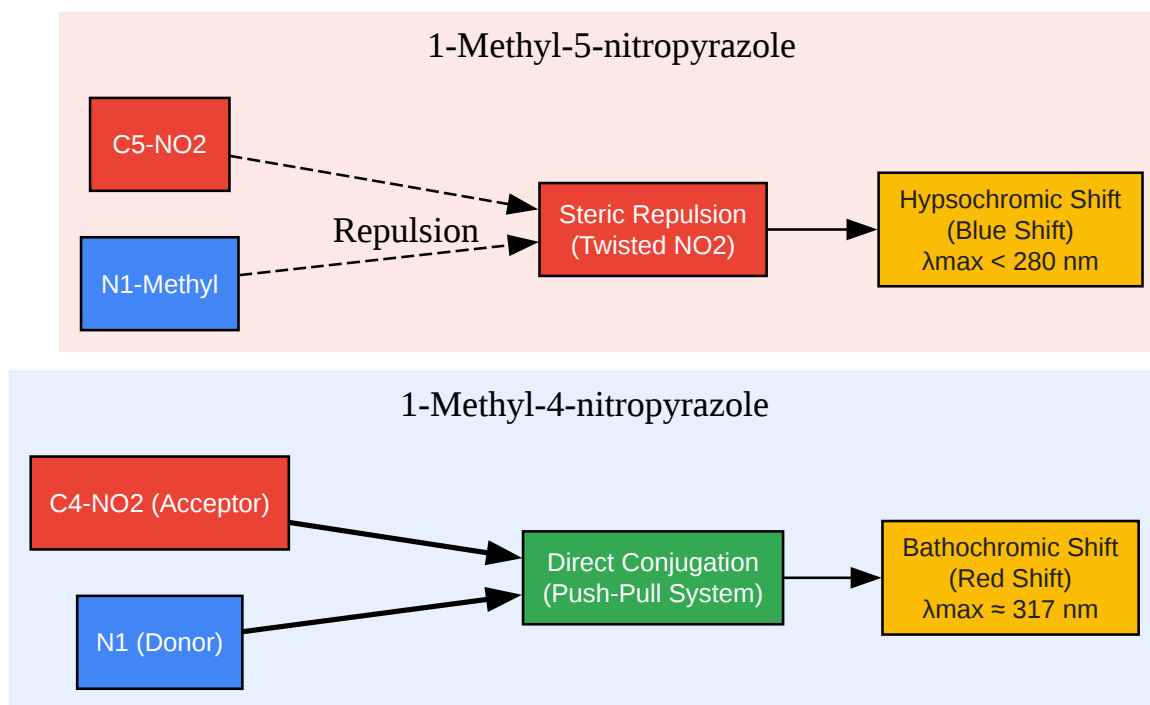 1-Methyl-5-nitropyrazole
C5-NO2
Repulsion
N1-Methyl
Steric Repulsion
(Twisted NO2)
Hypsochromic Shift
(Blue Shift)
λmax < 280 nm
1-Methyl-4-nitropyrazole
C4-NO2 (Acceptor)
N1 (Donor)
Direct Conjugation
(Push-Pull System)
Bathochromic Shift
(Red Shift)
λmax ≈ 317 nm